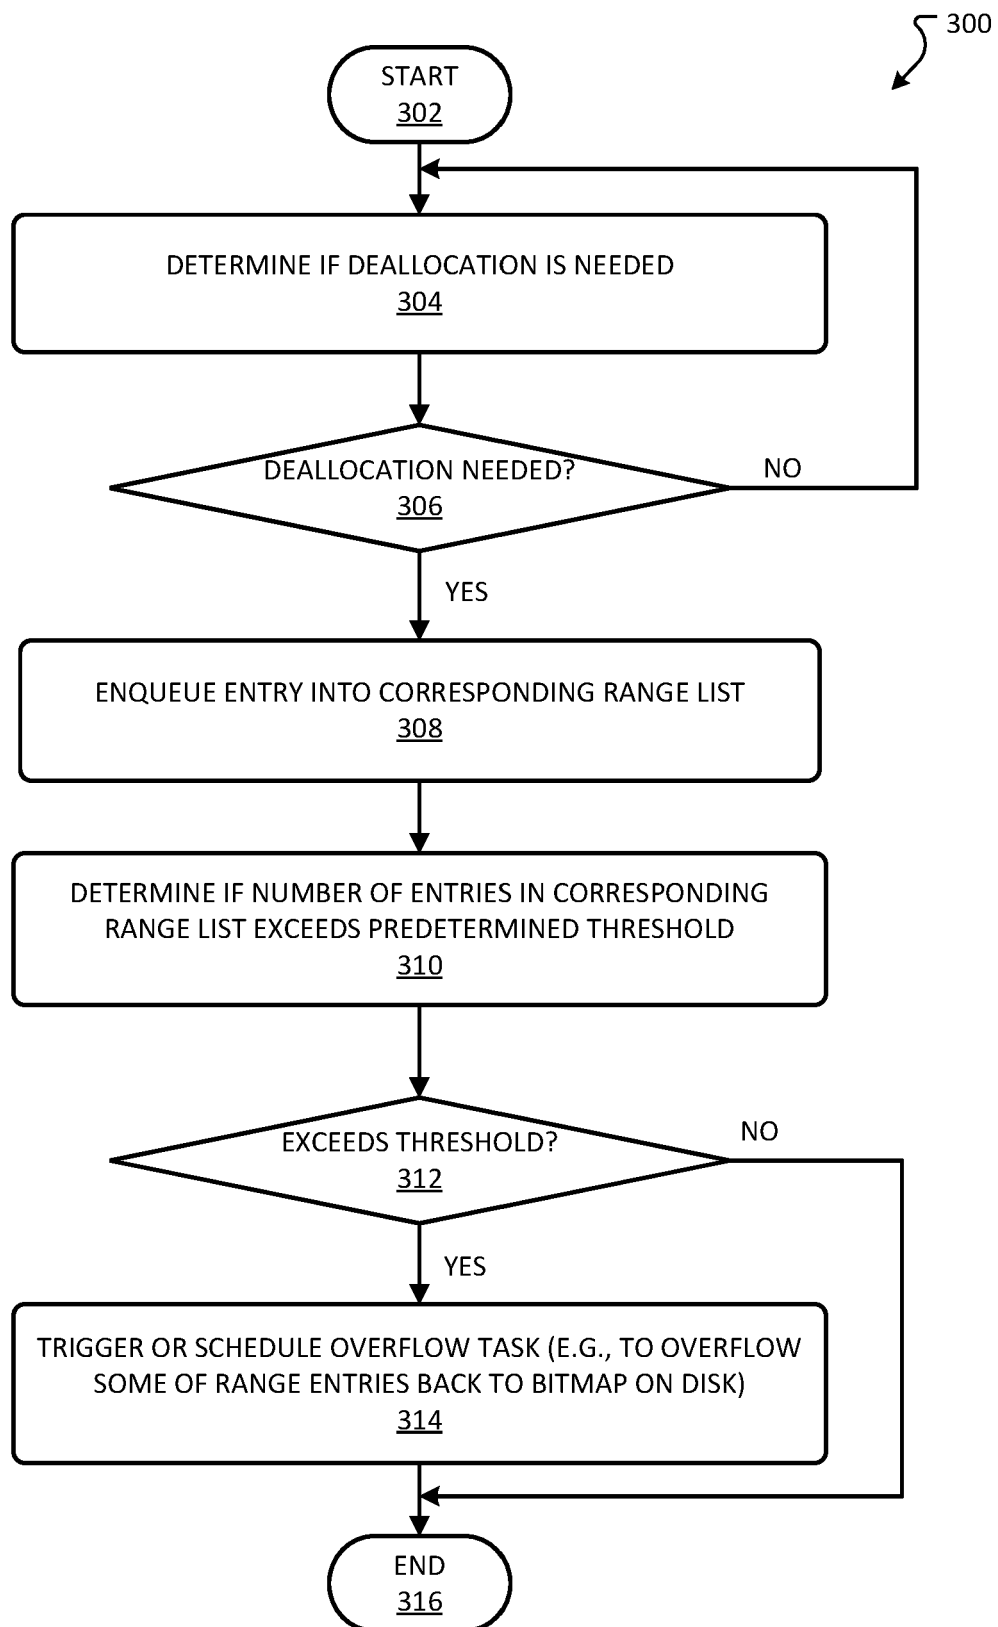 300
START
302
DETERMINE IF DEALLOCATION IS NEEDED
304
DEALLOCATION NEEDED?
306
NO
YES
ENQUEUE ENTRY INTO CORRESPONDING RANGE LIST
308
DETERMINE IF NUMBER OF ENTRIES IN CORRESPONDING
RANGE LIST EXCEEDS PREDETERMINED THRESHOLD
310
EXCEEDS THRESHOLD?
312
NO
YES
TRIGGER OR SCHEDULE OVERFLOW TASK (E.G., TO OVERFLOW
SOME OF RANGE ENTRIES BACK TO BITMAP ON DISK)
314
END
316